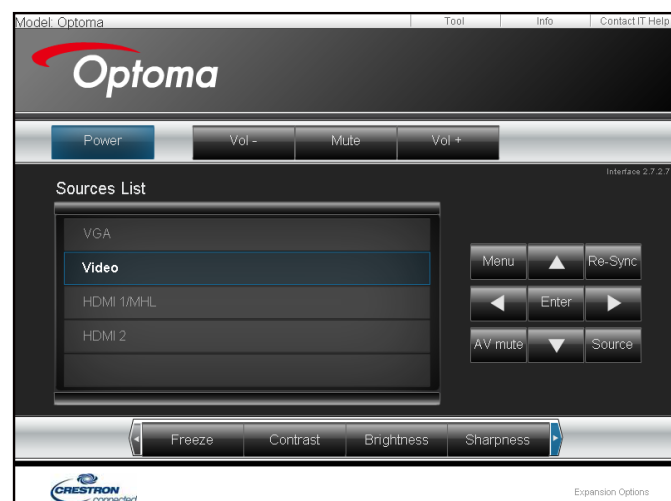 Model: Optoma
Tool
Info
Contact IT Help
Optoma
Power
Vol -
Mute
Vol +
Interface 2.7.2.7
Sources List
VGA
Video
HDMI 1/MHL
HDMI 2
Menu
Re-Sync
Enter
AV mute
Source
Freeze
Contrast
Brightness
Sharpness
CRESTRON
connected
Expansion Options